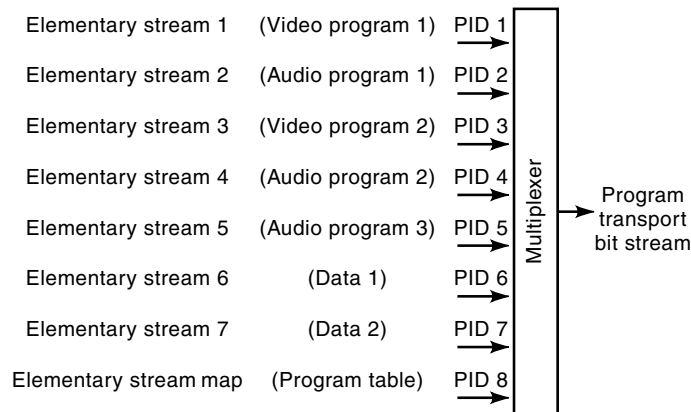 Elementary stream 1 (Video program 1) PID 1
Elementary stream 2 (Audio program 1) PID 2
Elementary stream 3 (Video program 2) PID 3
Elementary stream 4 (Audio program 2) PID 4
Elementary stream 5 (Audio program 3) PID 5
Elementary stream 6 (Data 1) PID 6
Elementary stream 7 (Data 2) PID 7
Elementary stream map (Program table) PID 8
Multiplexer
Program
transport
bit stream